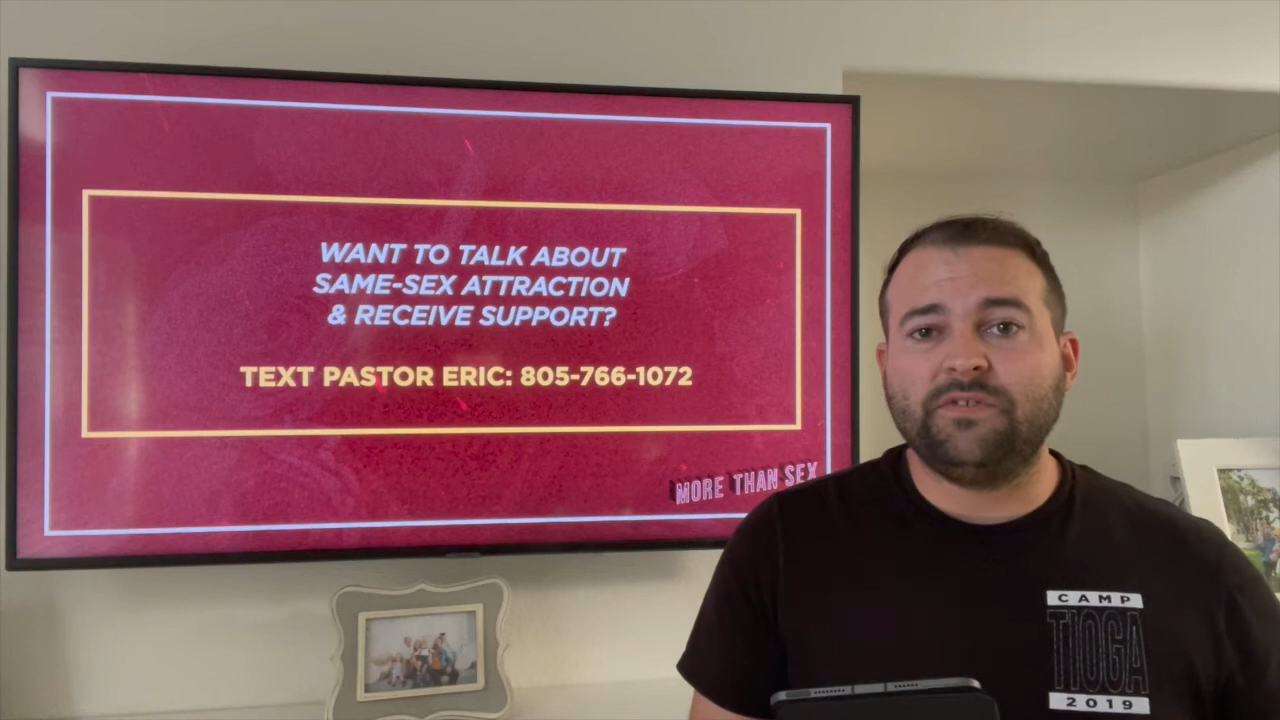 WANT TO TALK ABOUT
SAME-SEX ATTRACTION
& RECEIVE SUPPORT?
TEXT PASTOR ERIC: 805-766-1072
MORE THAN SEX
CAMP
TIOGA
2019